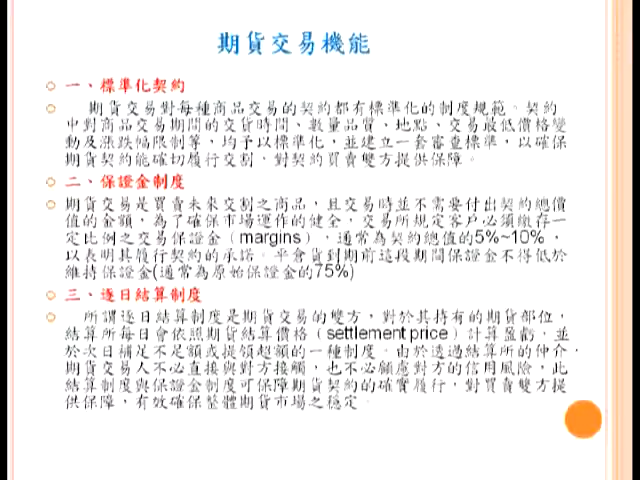 期貨交易機能
一、標準化契約
期貨交易對每種商品交易的契約都有標準化的制度規範。契約
中對商品交易期間的交貨時間、數量品質、地點、交易最低價格變
動及漲跌幅限制等，均予以標準化，並建立一套審查標準，以確保
期貨契約能確切履行交割，對契約買賣雙方提供保障。
二、保證金制度
期貨交易是買賣未來交割之商品，且交易時並不需要付出契約總價
值的金額，為了確保市場運作的健全，交易所規定客戶必須繳存一
定比例之交易保證金（margins），通常為契約總值的5%~10%，
以表明其履行契約的承諾。平倉貨到期前這段期間保證金不得低於
維持保證金(通常為原始保證金的75%)
三、逐日結算制度
所謂逐日結算制度是期貨交易的雙方，對於其持有的期貨部位，
結算所每日會依照期貨結算價格（settlement price）計算盈虧，並
於次日補足不足額或提領超額的一種制度。由於透過結算所的仲介，
期貨交易人不必直接與對方接觸，也不必顧慮對方的信用風險，此
結算制度與保證金制度可保障期貨契約的確實履行，對買賣雙方提
供保障，有效確保整體期貨市場之穩定。